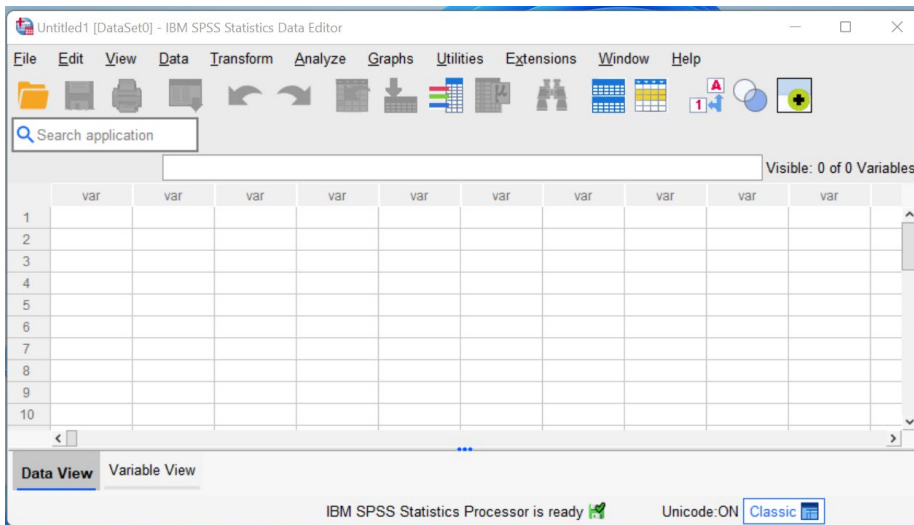 Untitled1 [DataSet0] - IBM SPSS Statistics Data Editor
File Edit View Data Transform Analyze Graphs Utilities Extensions Window Help
A
1
μ
Search application
Visible: 0 of 0 Variables
var var var var var var var var var var
1
2
3
4
5
6
7
8
9
10
Data View Variable View
IBM SPSS Statistics Processor is ready Unicode:ON Classic